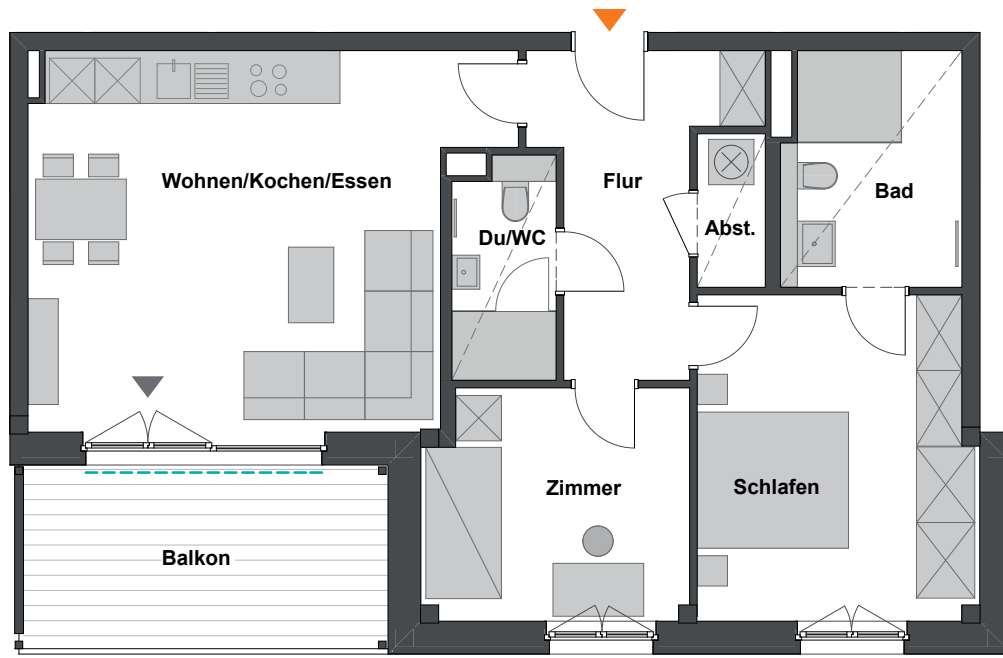 Wohnen/Kochen/Essen
Flur
Bad
Abst.
Du/WC
Zimmer
Schlafen
Balkon